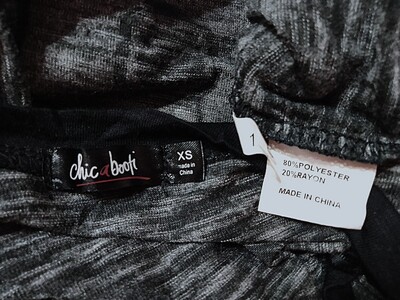 chic a booti
XS
made in
China
1
80%POLYESTER
20%RAYON
MADE IN CHINA